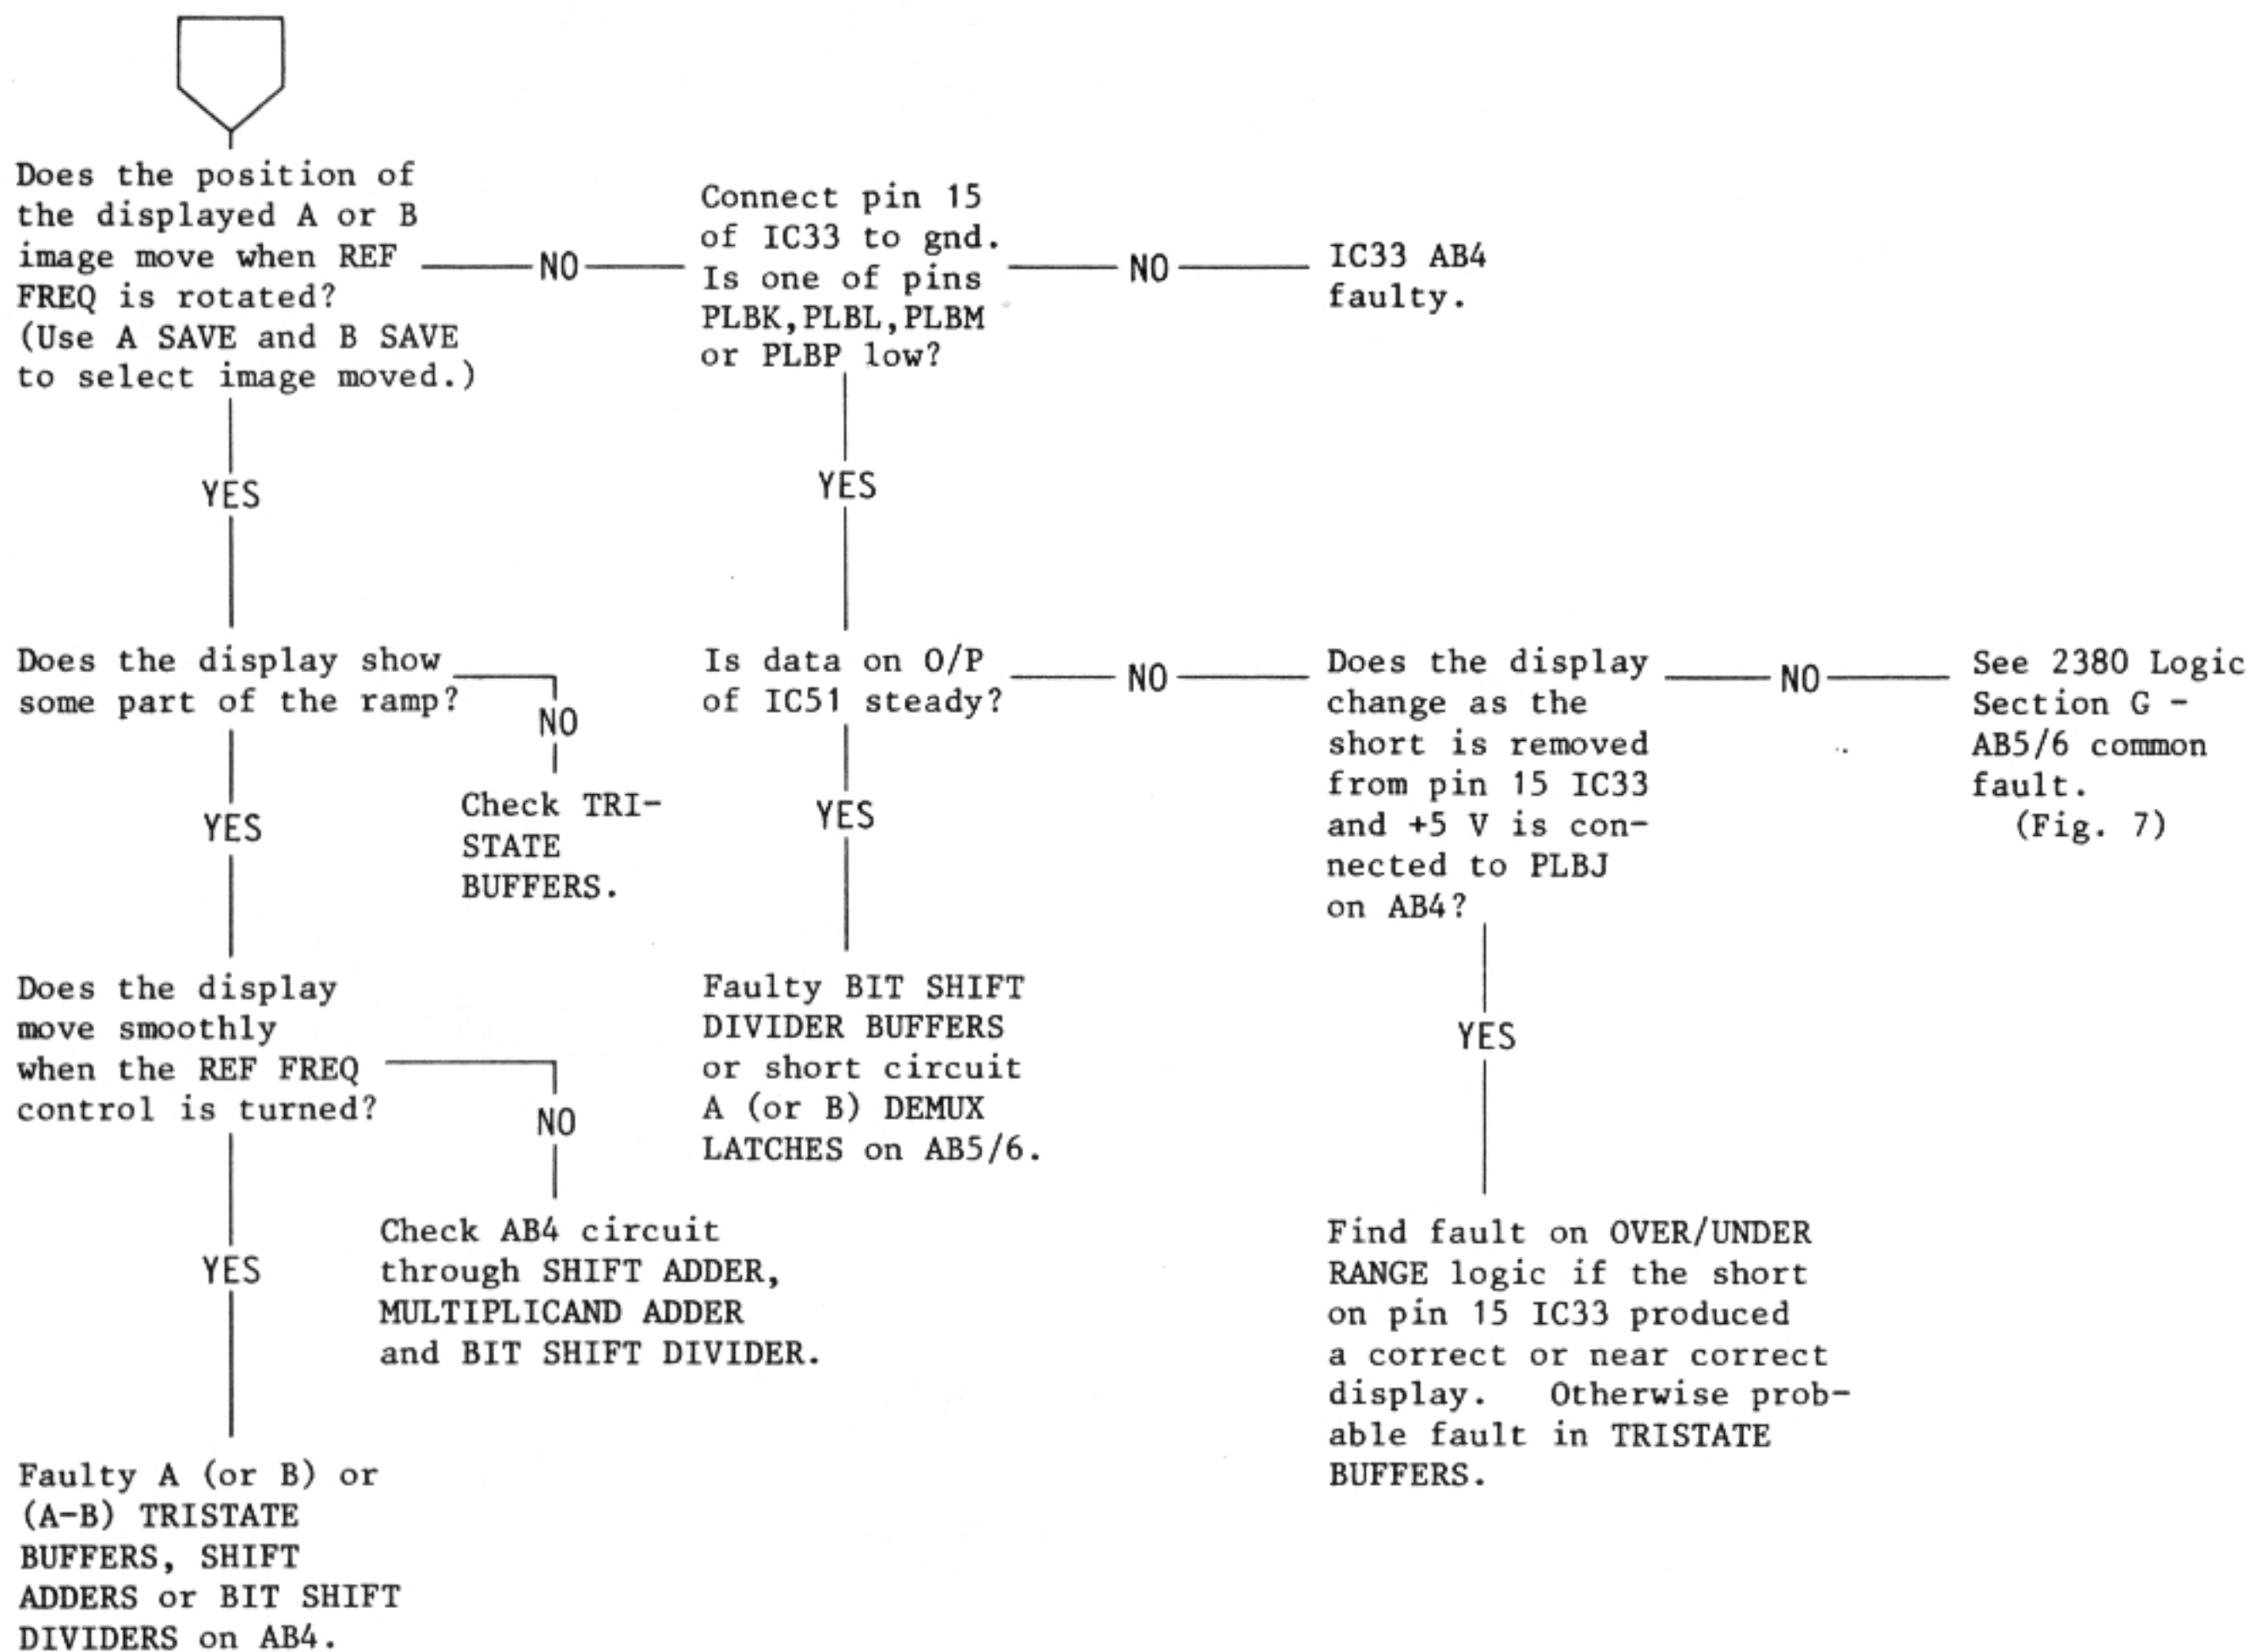 Does the position of
the displayed A or B
image move when REF
FREQ is rotated?
(Use A SAVE and B SAVE
to select image moved.)
NO
Connect pin 15
of IC33 to gnd.
Is one of pins
PLBK,PLBL,PLBM
or PLBP low?
NO
IC33 AB4
faulty.
YES
YES
Does the display show
some part of the ramp?
NO
Check TRI-
STATE
BUFFERS.
Is data on O/P
of IC51 steady?
NO
Does the display
change as the
short is removed
from pin 15 IC33
and +5 V is con-
nected to PLBJ
on AB4?
NO
See 2380 Logic
Section G -
AB5/6 common
fault.
(Fig. 7)
YES
YES
Does the display
move smoothly
when the REF FREQ
control is turned?
NO
Check AB4 circuit
through SHIFT ADDER,
MULTIPLICAND ADDER
and BIT SHIFT DIVIDER.
Faulty BIT SHIFT
DIVIDER BUFFERS
or short circuit
A (or B) DEMUX
LATCHES on AB5/6.
YES
Find fault on OVER/UNDER
RANGE logic if the short
on pin 15 IC33 produced
a correct or near correct
display. Otherwise prob-
able fault in TRISTATE
BUFFERS.
YES
Faulty A (or B) or
(A-B) TRISTATE
BUFFERS, SHIFT
ADDERS or BIT SHIFT
DIVIDERS on AB4.